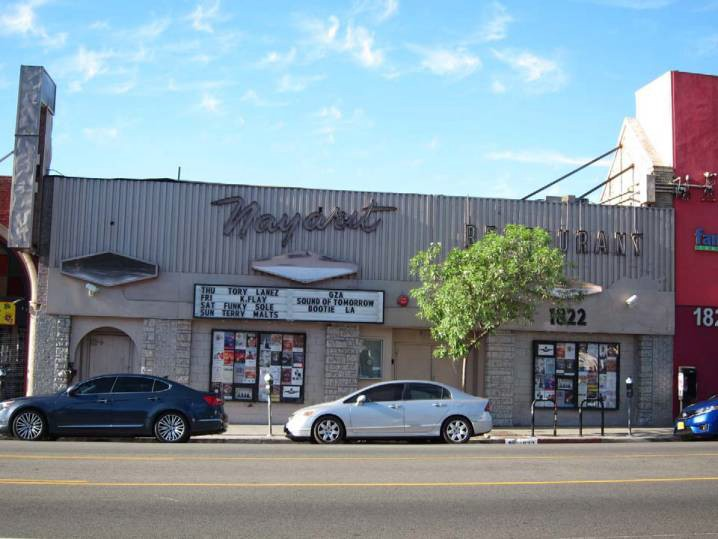 Nayarit
RESTAURANT
THU TORY LANEZ
FRI K.FLAY
SAT FUNKY SOLE
SUN TERRY MALTS
GZA
SOUND OF TOMORROW
BOOTIE LA
1822
182